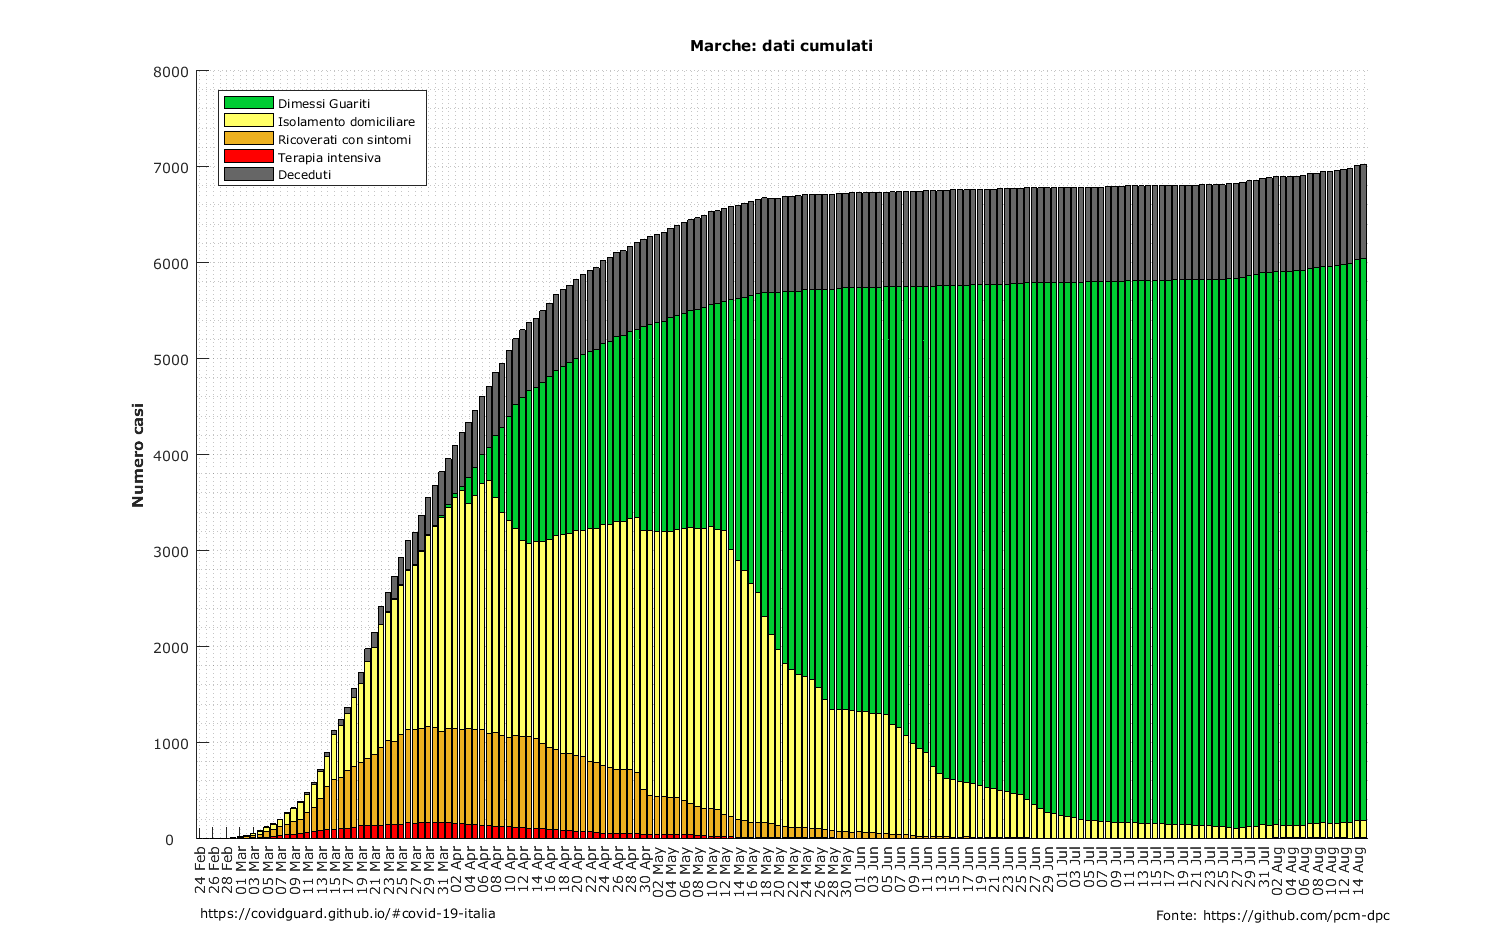 Marche: dati cumulati
8000
7000
6000
5000
4000
3000
2000
1000
0
Numero casi
Dimessi Guariti
Isolamento domiciliare
Ricoverati con sintomi
Terapia intensiva
Deceduti
24 Feb
26 Feb
28 Feb
01 Mar
03 Mar
05 Mar
07 Mar
09 Mar
11 Mar
13 Mar
15 Mar
17 Mar
19 Mar
21 Mar
23 Mar
25 Mar
27 Mar
29 Mar
31 Mar
02 Apr
04 Apr
06 Apr
08 Apr
10 Apr
12 Apr
14 Apr
16 Apr
18 Apr
20 Apr
22 Apr
24 Apr
26 Apr
28 Apr
30 Apr
02 May
04 May
06 May
08 May
10 May
12 May
14 May
16 May
18 May
20 May
22 May
24 May
26 May
28 May
30 May
01 Jun
03 Jun
05 Jun
07 Jun
09 Jun
11 Jun
13 Jun
15 Jun
17 Jun
19 Jun
21 Jun
23 Jun
25 Jun
27 Jun
29 Jun
01 Jul
03 Jul
05 Jul
07 Jul
09 Jul
11 Jul
13 Jul
15 Jul
17 Jul
19 Jul
21 Jul
23 Jul
25 Jul
27 Jul
29 Jul
31 Jul
02 Aug
04 Aug
06 Aug
08 Aug
10 Aug
12 Aug
14 Aug
https://covidguard.github.io/#covid-19-italia
Fonte: https://github.com/pcm-dpc